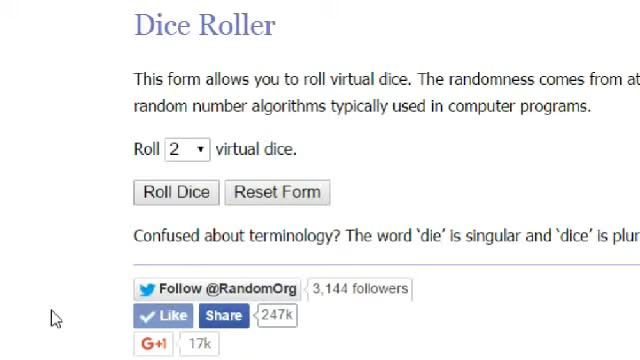 Dice Roller
This form allows you to roll virtual dice. The randomness comes from at
random number algorithms typically used in computer programs.
Roll 2 virtual dice.
Roll Dice Reset Form
Confused about terminology? The word ‘die’ is singular and ‘dice’ is plur
Follow @RandomOrg 3,144 followers
Like Share 247k
G+1 17k